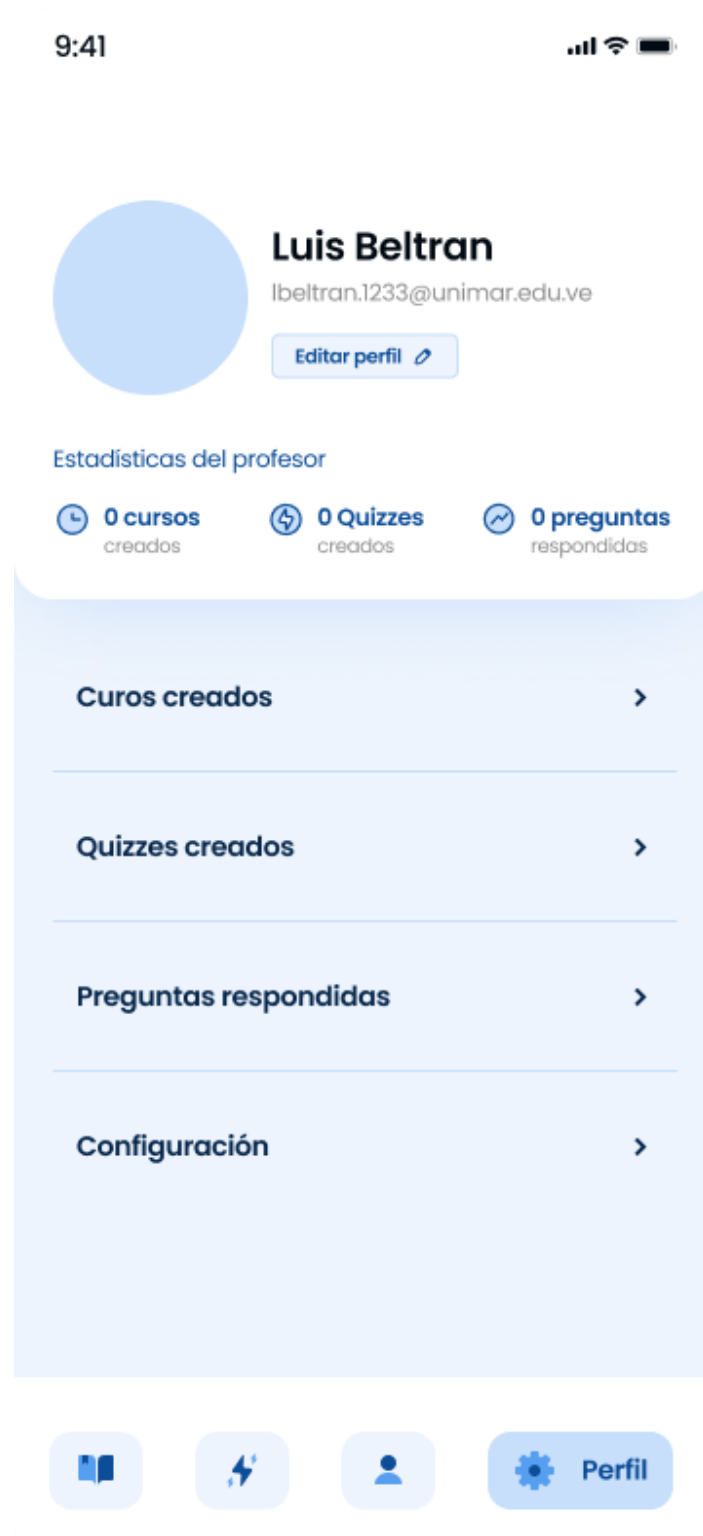 9:41
Luis Beltran
lbeltran.1233@unimar.edu.ve
Editar perfil
Estadísticas del profesor
0 cursos
creados
0 Quizzes
creados
0 preguntas
respondidas
Curos creados
Quizzes creados
Preguntas respondidas
Configuración
Perfil